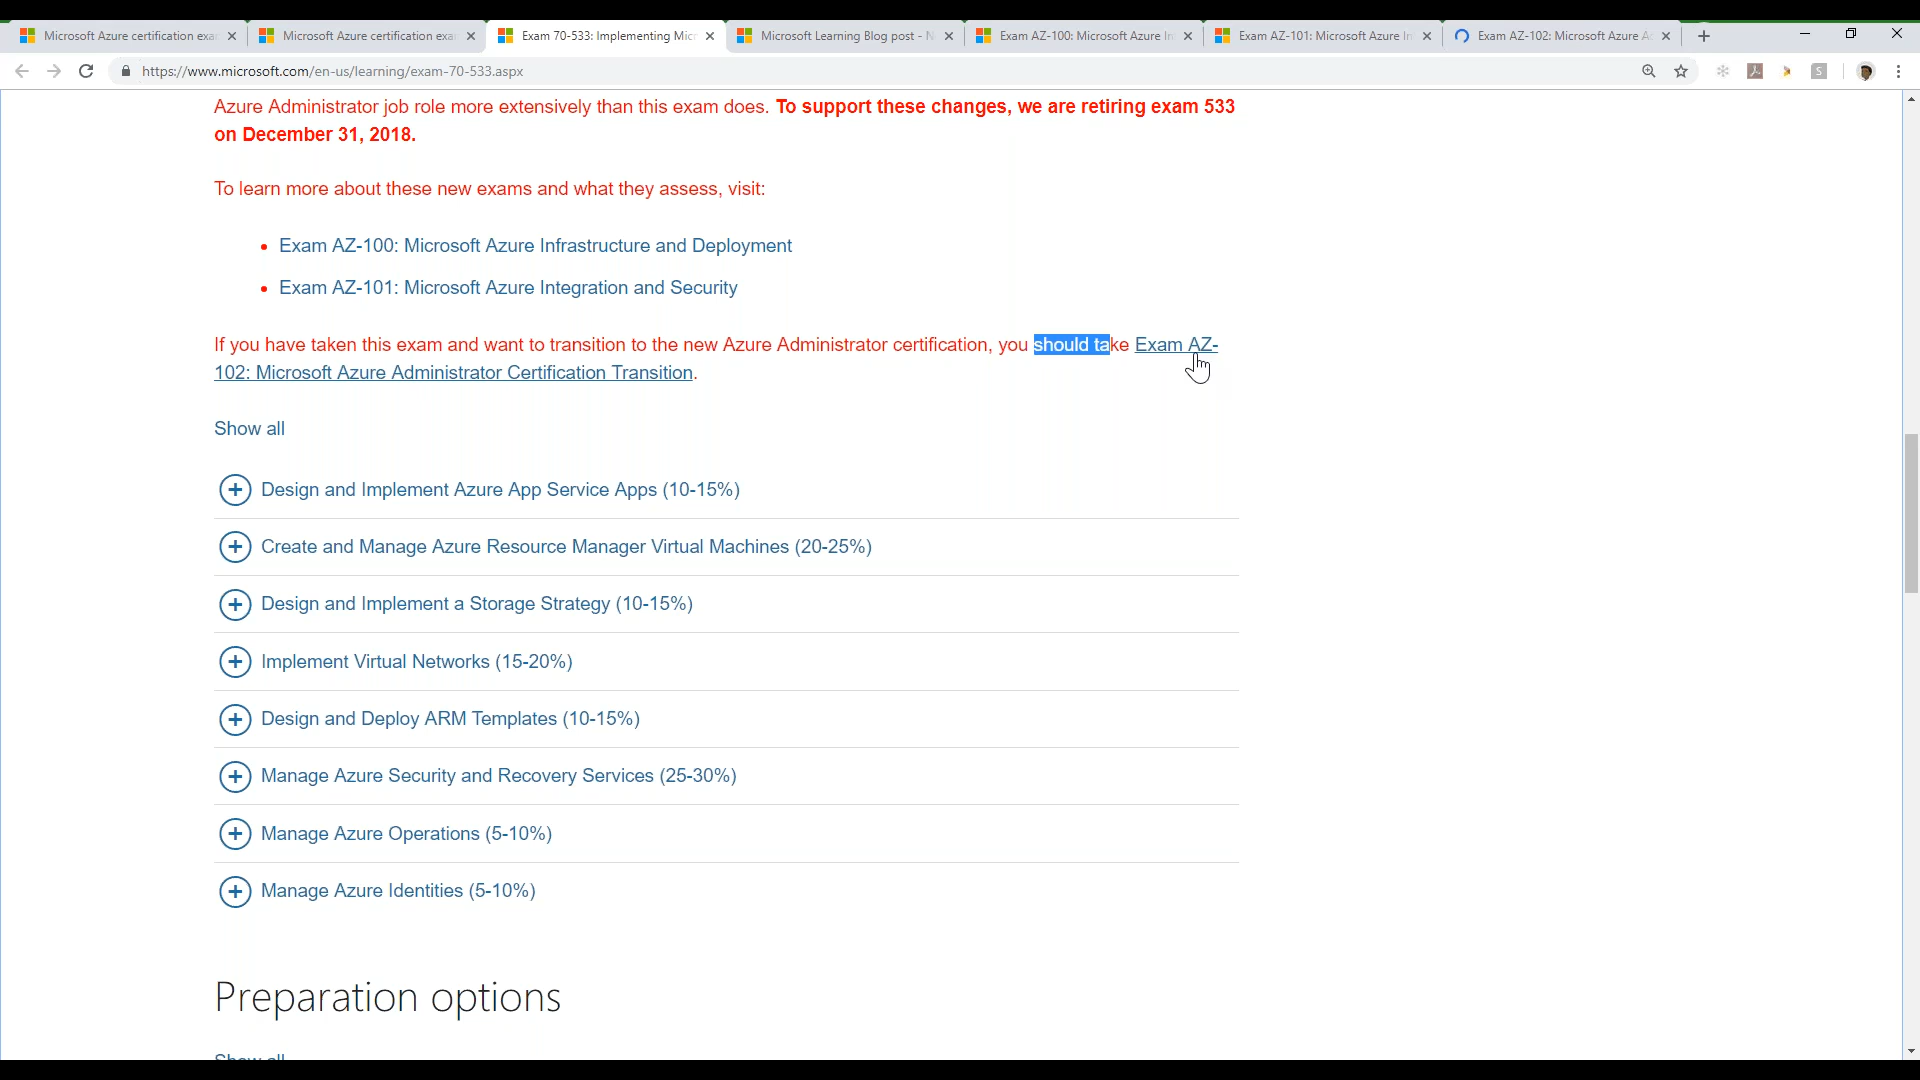 Microsoft Azure certification exa
Microsoft Azure certification exa
Exam 70-533: Implementing Micr
Microsoft Learning Blog post - N
Exam AZ-100: Microsoft Azure In
Exam AZ-101: Microsoft Azure In
Exam AZ-102: Microsoft Azure A
https://www.microsoft.com/en-us/learning/exam-70-533.aspx
Azure Administrator job role more extensively than this exam does. To support these changes, we are retiring exam 533
on December 31, 2018.
To learn more about these new exams and what they assess, visit:
• Exam AZ-100: Microsoft Azure Infrastructure and Deployment
• Exam AZ-101: Microsoft Azure Integration and Security
If you have taken this exam and want to transition to the new Azure Administrator certification, you should take Exam AZ-
102: Microsoft Azure Administrator Certification Transition.
Show all
Design and Implement Azure App Service Apps (10-15%)
Create and Manage Azure Resource Manager Virtual Machines (20-25%)
Design and Implement a Storage Strategy (10-15%)
Implement Virtual Networks (15-20%)
Design and Deploy ARM Templates (10-15%)
Manage Azure Security and Recovery Services (25-30%)
Manage Azure Operations (5-10%)
Manage Azure Identities (5-10%)
Preparation options
Show all